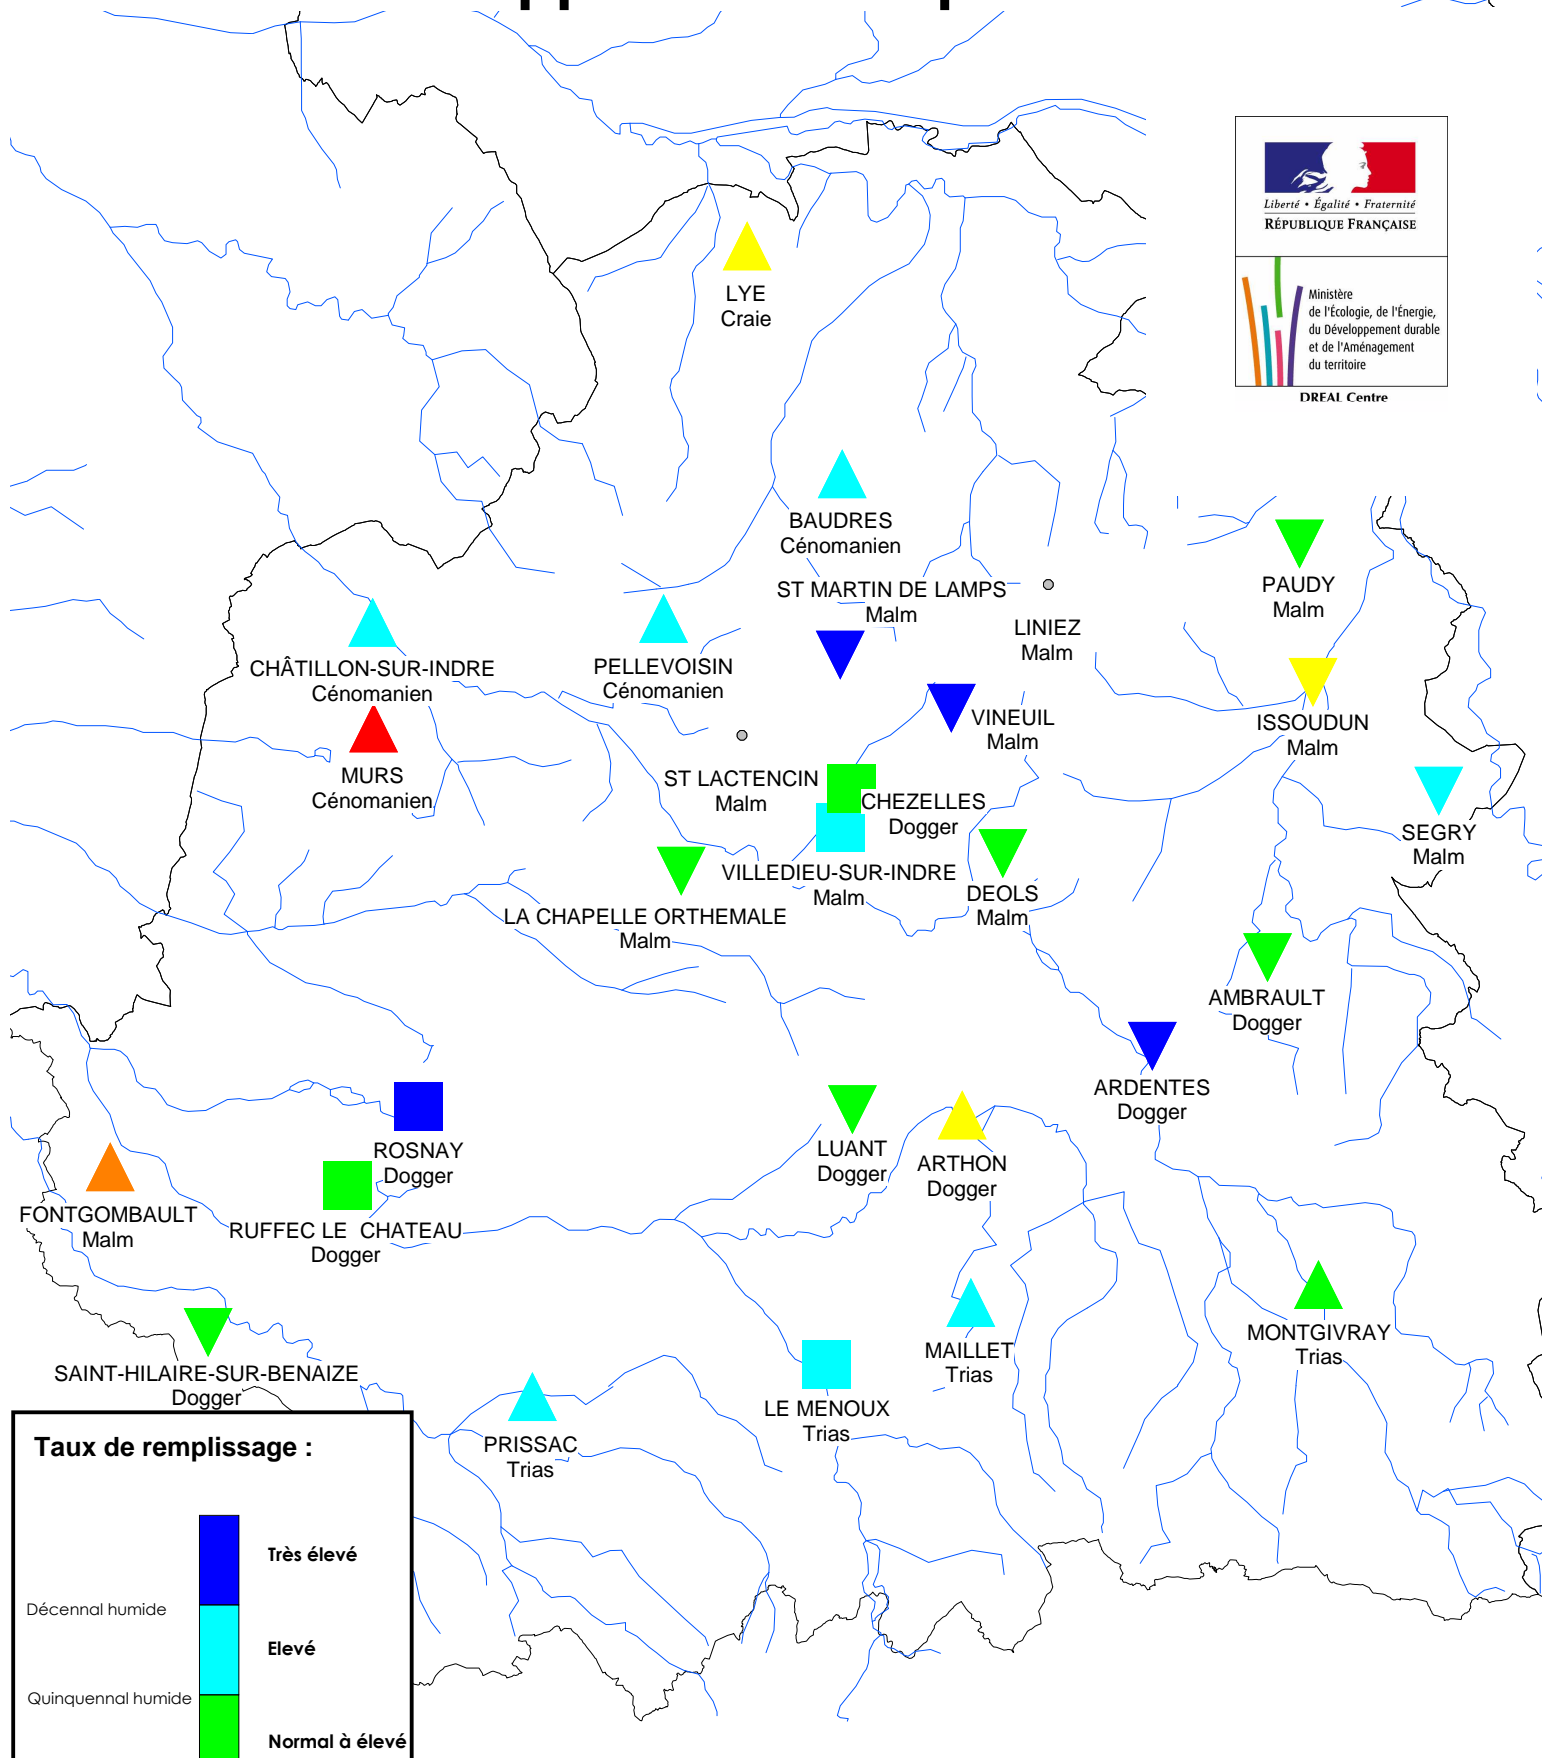 Liberté • Égalité • Fraternité
RÉPUBLIQUE FRANÇAISE
Ministère
de l'Écologie, de l'Énergie,
du Développement durable
et de l'Aménagement
du territoire
DREAL Centre
LYE
Craie
BAUDRES
Cénomanien
ST MARTIN DE LAMPS
Malm
LINIEZ
Malm
PAUDY
Malm
CHÂTILLON-SUR-INDRE
Cénomanien
PELLEVOISIN
Cénomanien
VINEUIL
Malm
ISSOUDUN
Malm
MURS
Cénomanien
ST LACTENCIN
Malm
CHEZELLES
Dogger
SEGRY
Malm
VILLEDIEU-SUR-INDRE
Malm
DEOLS
Malm
LA CHAPELLE ORTHEMALE
Malm
AMBRAULT
Dogger
ARDENTES
Dogger
ROSNAY
Dogger
LUANT
Dogger
ARTHON
Dogger
FONTGOMBAULT
Malm
RUFFEC LE CHATEAU
Dogger
MONTGIVRAY
Trias
MAILLET
Trias
SAINT-HILAIRE-SUR-BENAIZE
Dogger
LE MENOUX
Trias
PRISSAC
Trias
Taux de remplissage :
Très élevé
Décennal humide
Elevé
Quinquennal humide
Normal à élevé